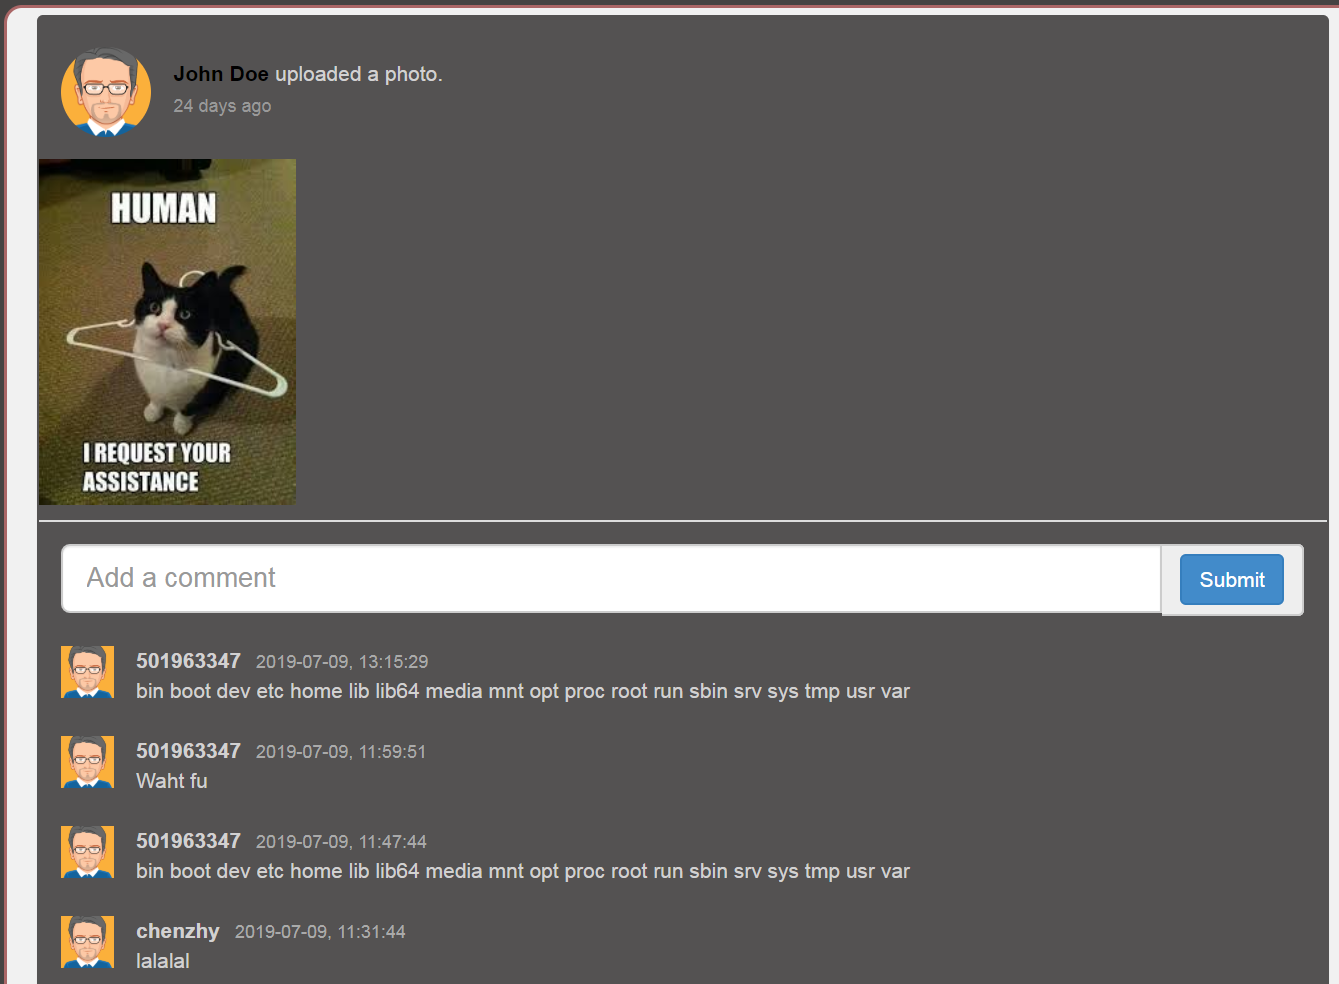 John Doe uploaded a photo.
24 days ago
HUMAN
I REQUEST YOUR
ASSISTANCE
Add a comment
Submit
501963347 2019-07-09, 13:15:29
bin boot dev etc home lib lib64 media mnt opt proc root run sbin srv sys tmp usr var
501963347 2019-07-09, 11:59:51
Waht fu
501963347 2019-07-09, 11:47:44
bin boot dev etc home lib lib64 media mnt opt proc root run sbin srv sys tmp usr var
chenzhy 2019-07-09, 11:31:44
lalalal